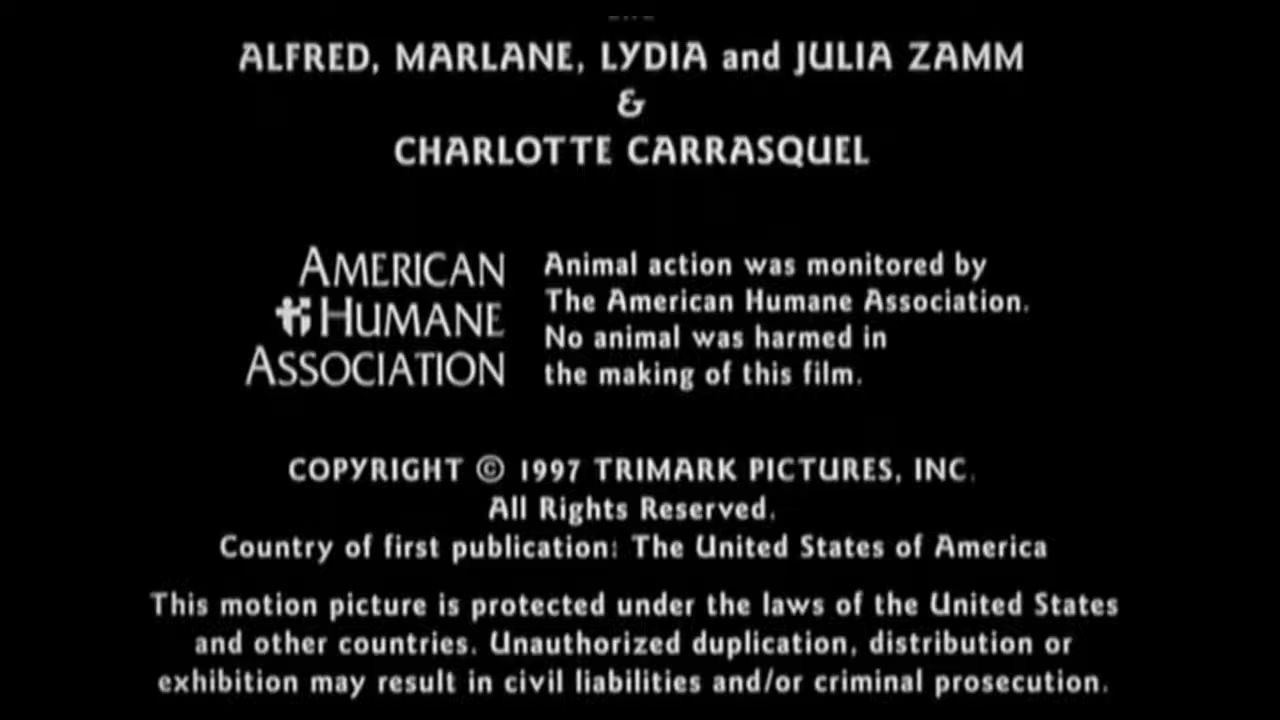 ALFRED, MARLANE, LYDIA and JULIA ZAMM
&
CHARLOTTE CARRASQUEL
AMERICAN
HUMANE
ASSOCIATION
Animal action was monitored by
The American Humane Association.
No animal was harmed in
the making of this film.
COPYRIGHT © 1997 TRIMARK PICTURES, INC.
All Rights Reserved.
Country of first publication: The United States of America
This motion picture is protected under the laws of the United States
and other countries. Unauthorized duplication, distribution or
exhibition may result in civil liabilities and/or criminal prosecution.